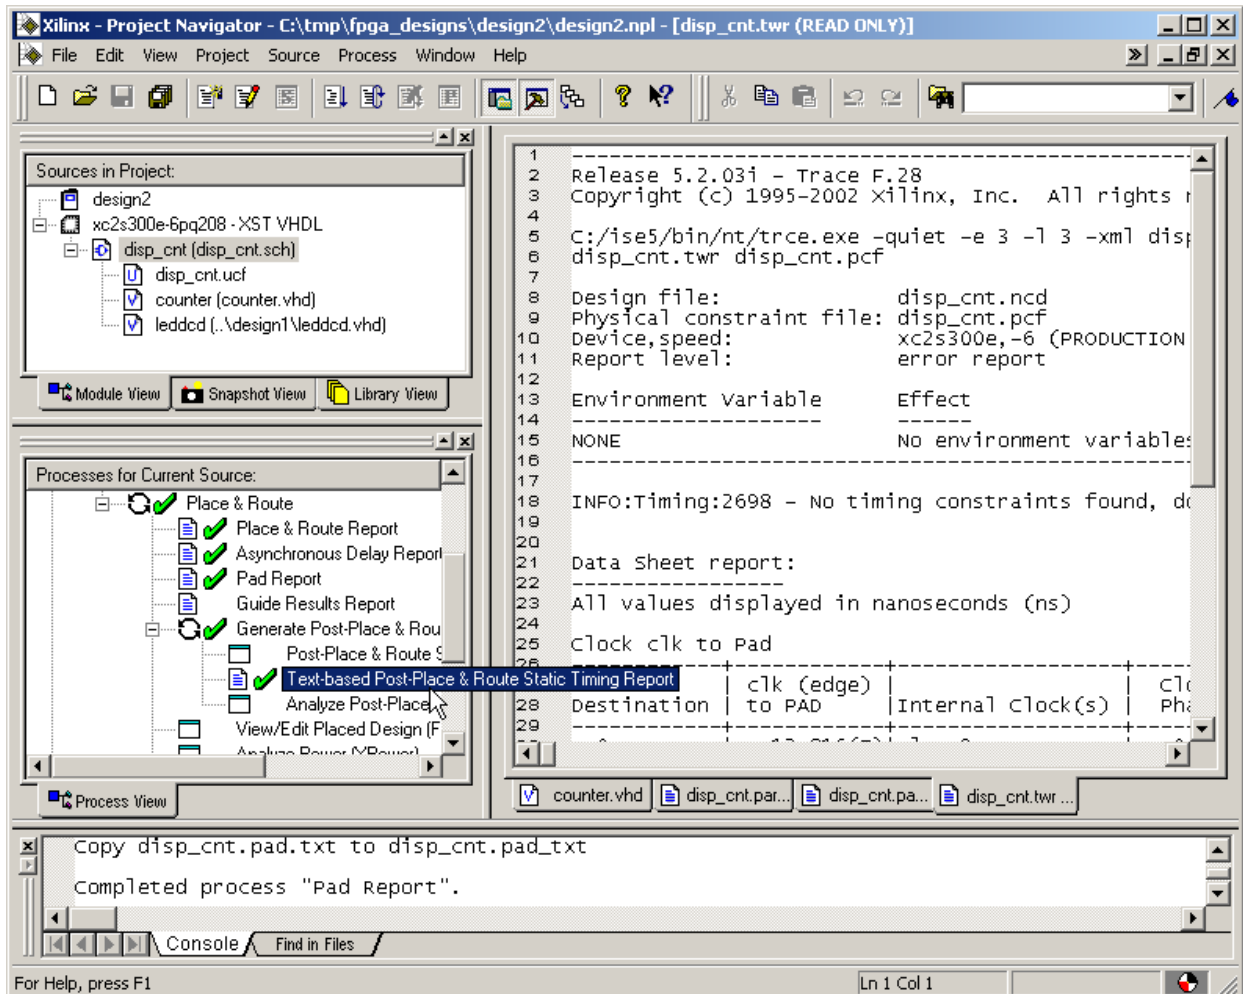 Xilinx - Project Navigator - C:\tmp\fpga_designs\design2\design2.npl - [disp_cnt.twr (READ ONLY)]
File Edit View Project Source Process Window Help
Sources in Project:
design2
xc2s300e-6pq208 - XST VHDL
disp_cnt (disp_cnt.sch)
disp_cnt.ucf
counter (counter.vhd)
leddcd (..\design1\leddcd.vhd)
Module View Snapshot View Library View
Processes for Current Source:
Place & Route
Place & Route Report
Asynchronous Delay Report
Pad Report
Guide Results Report
Generate Post-Place & Rou
Post-Place & Route S
Text-based Post-Place & Route Static Timing Report
Analyze Post-Place
View/Edit Placed Design (F
Analyze Power (XPower)
Process View
1 ----------------------------------------------------
2 Release 5.2.03i - Trace F.28
3 Copyright (c) 1995-2002 Xilinx, Inc. All rights r
4
5 C:/ise5/bin/nt/trce.exe -quiet -e 3 -l 3 -xml disp
6 disp_cnt.twr disp_cnt.pcf
7
8 Design file: disp_cnt.ncd
9 Physical constraint file: disp_cnt.pcf
10 Device,speed: xc2s300e,-6 (PRODUCTION
11 Report level: error report
12
13 Environment Variable Effect
14 -------------------- ------
15 NONE No environment variables
16 ----------------------------------------------------
17
18 INFO:Timing:2698 - No timing constraints found, do
19
20
21 Data Sheet report:
22 -----------------
23 All values displayed in nanoseconds (ns)
24
25 Clock clk to Pad
26 ------------+------------+------------------+--------
| clk (edge) | | Clo
28 Destination | to PAD |Internal Clock(s) | Pha
29 ------------+------------+------------------+--------
counter.vhd disp_cnt.par... disp_cnt.pa... disp_cnt.twr ...
Copy disp_cnt.pad.txt to disp_cnt.pad_txt
Completed process "Pad Report".
Console Find in Files
For Help, press F1 Ln 1 Col 1